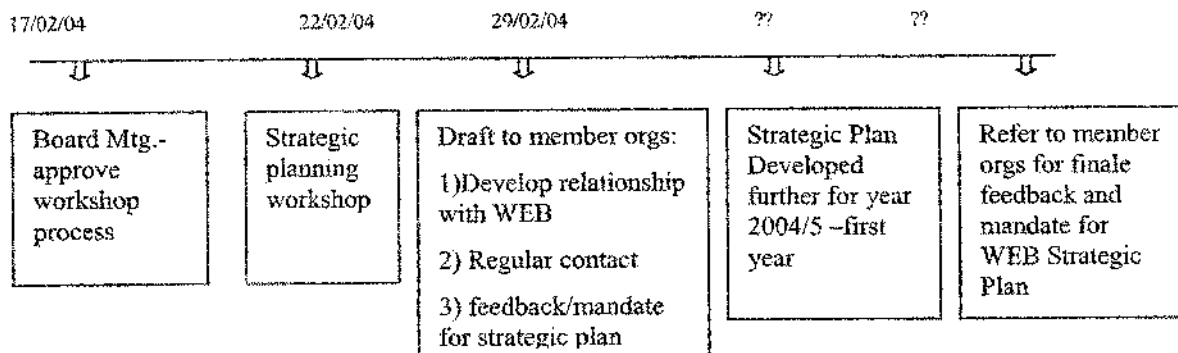 17/02/04 22/02/04 29/02/04 ?? ??
Board Mtg.-
approve
workshop
process
Strategic
planning
workshop
Draft to member orgs:
1)Develop relationship
with WEB
2) Regular contact
3) feedback/mandate
for strategic plan
Strategic Plan
Developed
further for year
2004/5 –first
year
Refer to member
orgs for finale
feedback and
mandate for
WEB Strategic
Plan